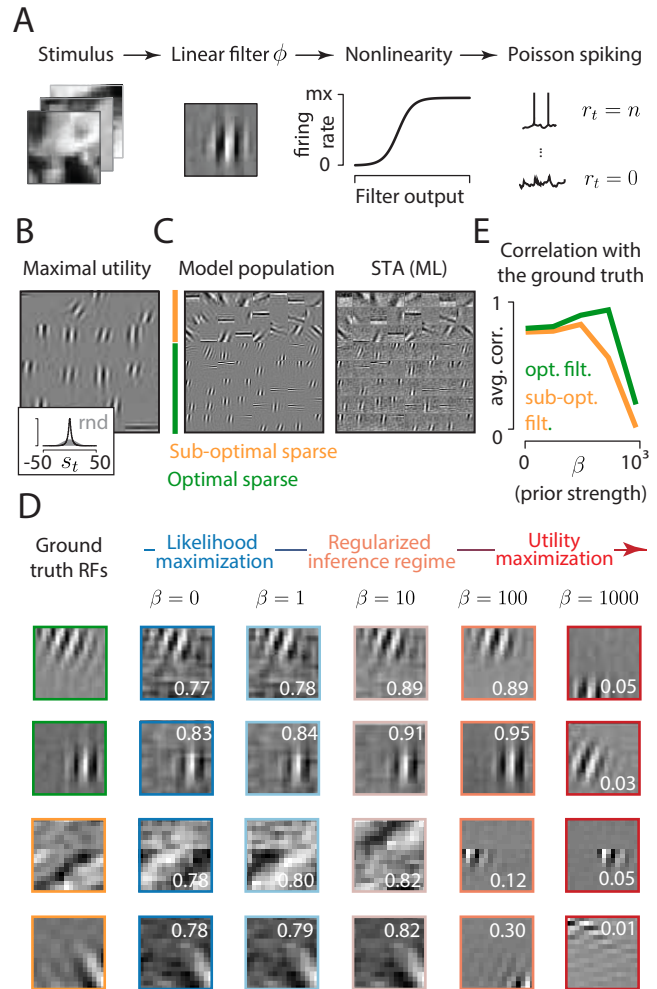 A
Stimulus → Linear filter ϕ → Nonlinearity → Poisson spiking
mx
firing
rate
0
Filter output
r_t = n
⋮
r_t = 0
B
Maximal utility
rnd
-50 s_t 50
C
Model population
STA (ML)
Sub-optimal sparse
Optimal sparse
E
Correlation with
the ground truth
1
avg. corr.
0
opt. filt.
sub-opt.
filt.
0 β 10³
(prior strength)
D
Ground
truth RFs
Likelihood
maximization
Regularized
inference regime
Utility
maximization
β = 0 β = 1 β = 10 β = 100 β = 1000
0.77 0.78 0.89 0.89 0.05
0.83 0.84 0.91 0.95 0.03
0.78 0.80 0.82 0.12 0.05
0.78 0.79 0.82 0.30 0.01